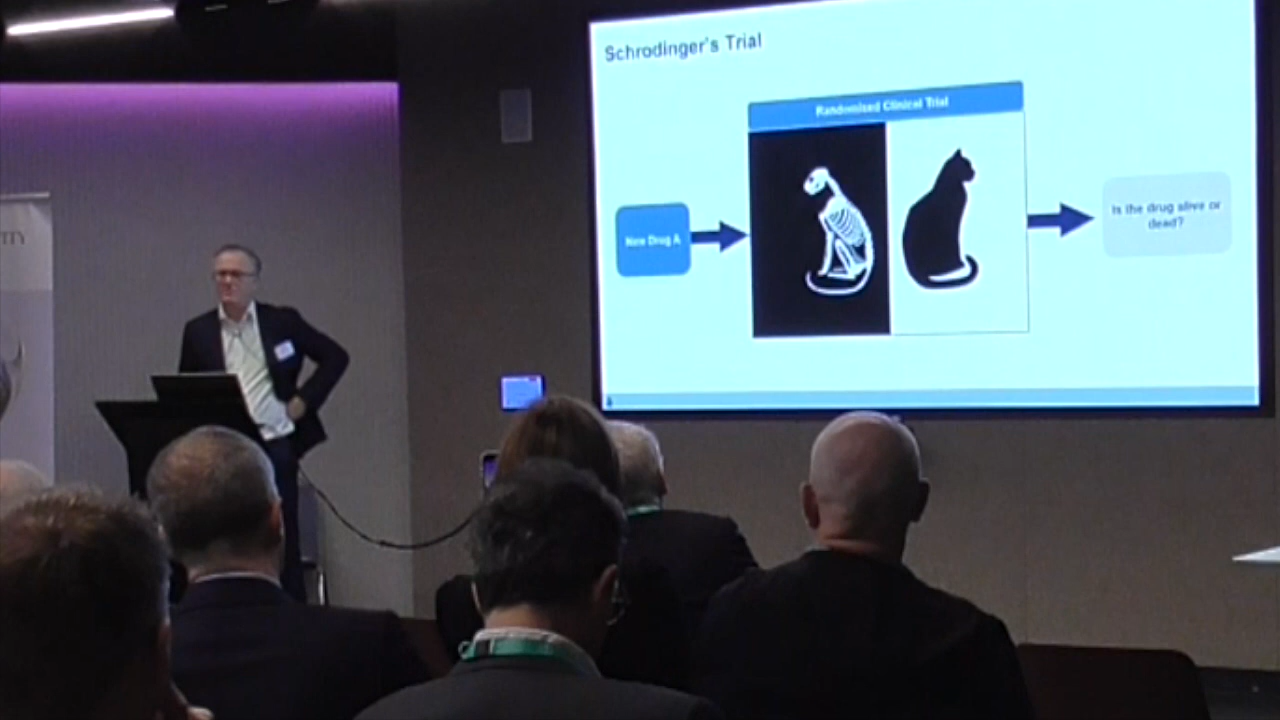 Schrodinger's Trial
Randomised Clinical Trial
New Drug A
Is the drug alive or
dead?